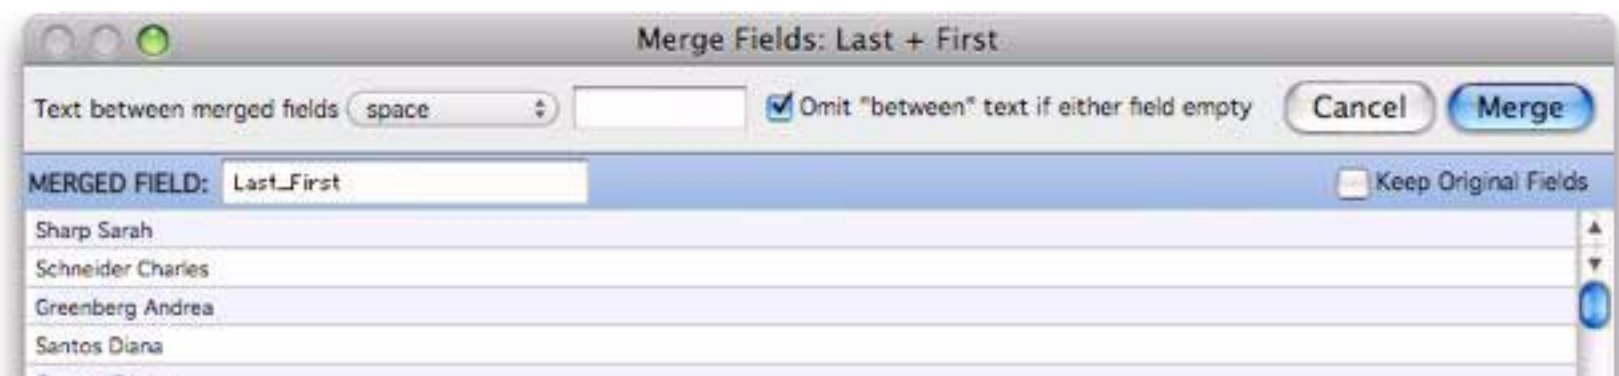 Merge Fields: Last + First
Text between merged fields space Omit "between" text if either field empty Cancel Merge
MERGED FIELD: Last_First Keep Original Fields
Sharp Sarah
Schneider Charles
Greenberg Andrea
Santos Diana